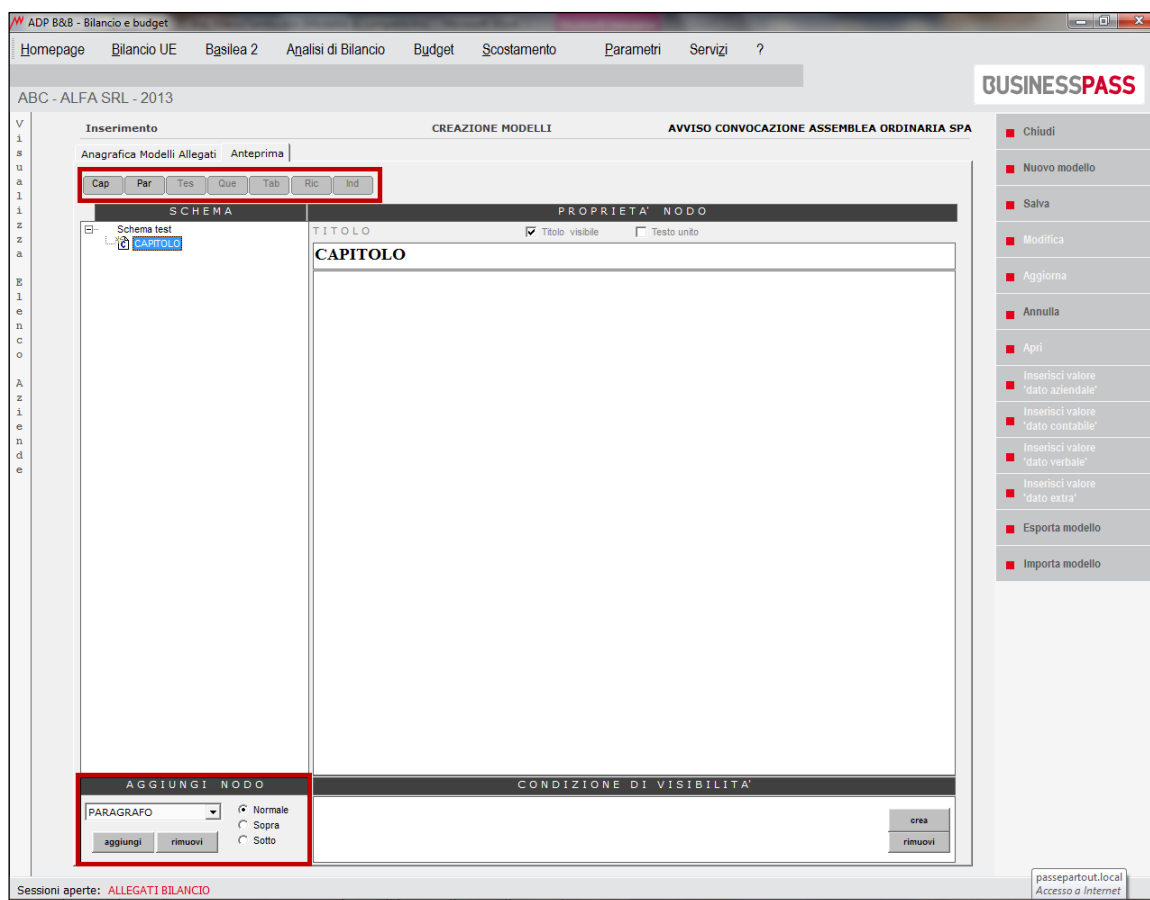 ADP B&B - Bilancio e budget
Homepage Bilancio UE Basilea 2 Analisi di Bilancio Budget Scostamento Parametri Servizi ?
BUSINESSPASS
ABC - ALFA SRL - 2013
Visualizza Elenco Aziende
Inserimento CREAZIONE MODELLI AVVISO CONVOCAZIONE ASSEMBLEA ORDINARIA SPA
Anagrafica Modelli Allegati Anteprima
Cap Par Tes Que Tab Ric Ind
SCHEMA PROPRIETA' NODO
Schema test
CAPITOLO
TITOLO Titolo visibile Testo unito
CAPITOLO
AGGIUNGI NODO CONDIZIONE DI VISIBILITA'
PARAGRAFO
Normale
Sopra
Sotto
aggiungi rimuovi
crea
rimuovi
Chiudi
Nuovo modello
Salva
Modifica
Aggiorna
Annulla
Apri
Inserisci valore
'dato aziendale'
Inserisci valore
'dato contabile'
Inserisci valore
'dato verbale'
Inserisci valore
'dato extra'
Esporta modello
Importa modello
Sessioni aperte: ALLEGATI BILANCIO
passepartout.local
Accesso a Internet